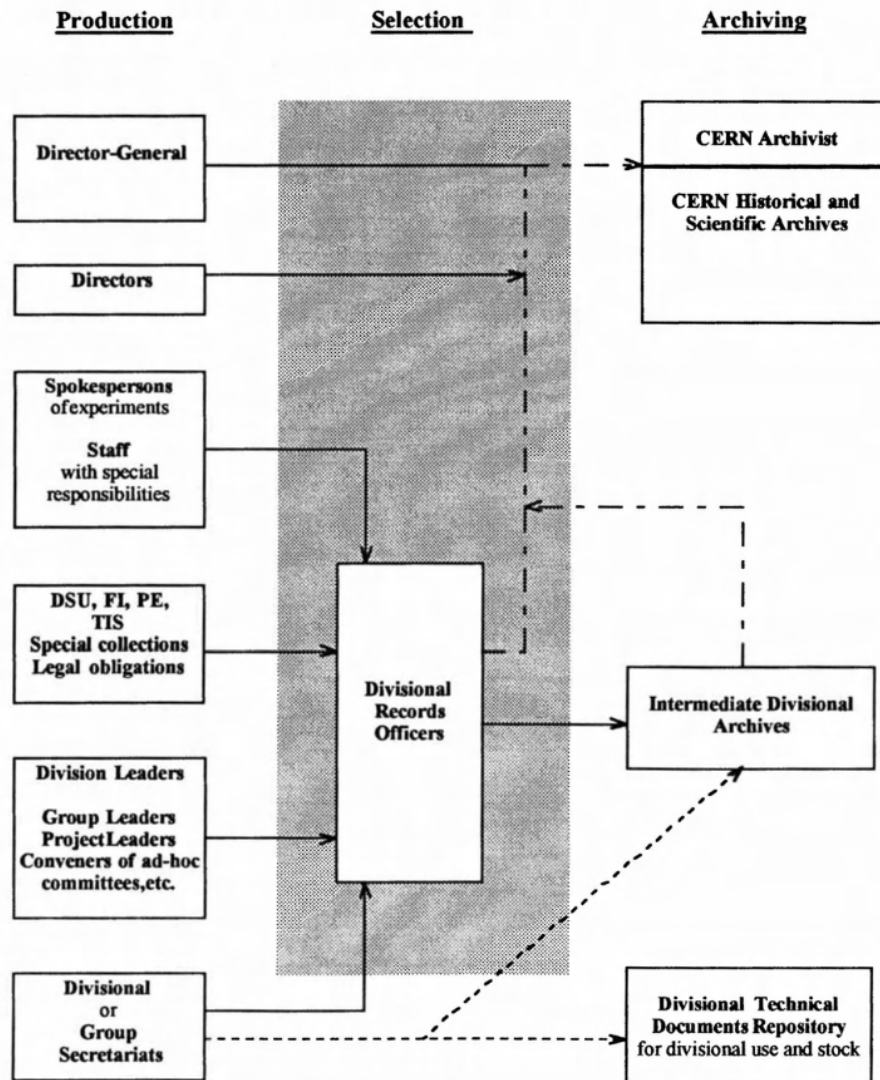 Production
Selection
Archiving
Director-General
Directors
Spokespersons
of experiments
Staff
with special
responsibilities
DSU, FI, PE,
TIS
Special collections
Legal obligations
Division Leaders
Group Leaders
ProjectLeaders
Conveners of ad-hoc
committees,etc.
Divisional
or
Group
Secretariats
Divisional
Records
Officers
CERN Archivist
CERN Historical and
Scientific Archives
Intermediate Divisional
Archives
Divisional Technical
Documents Repository
for divisional use and stock